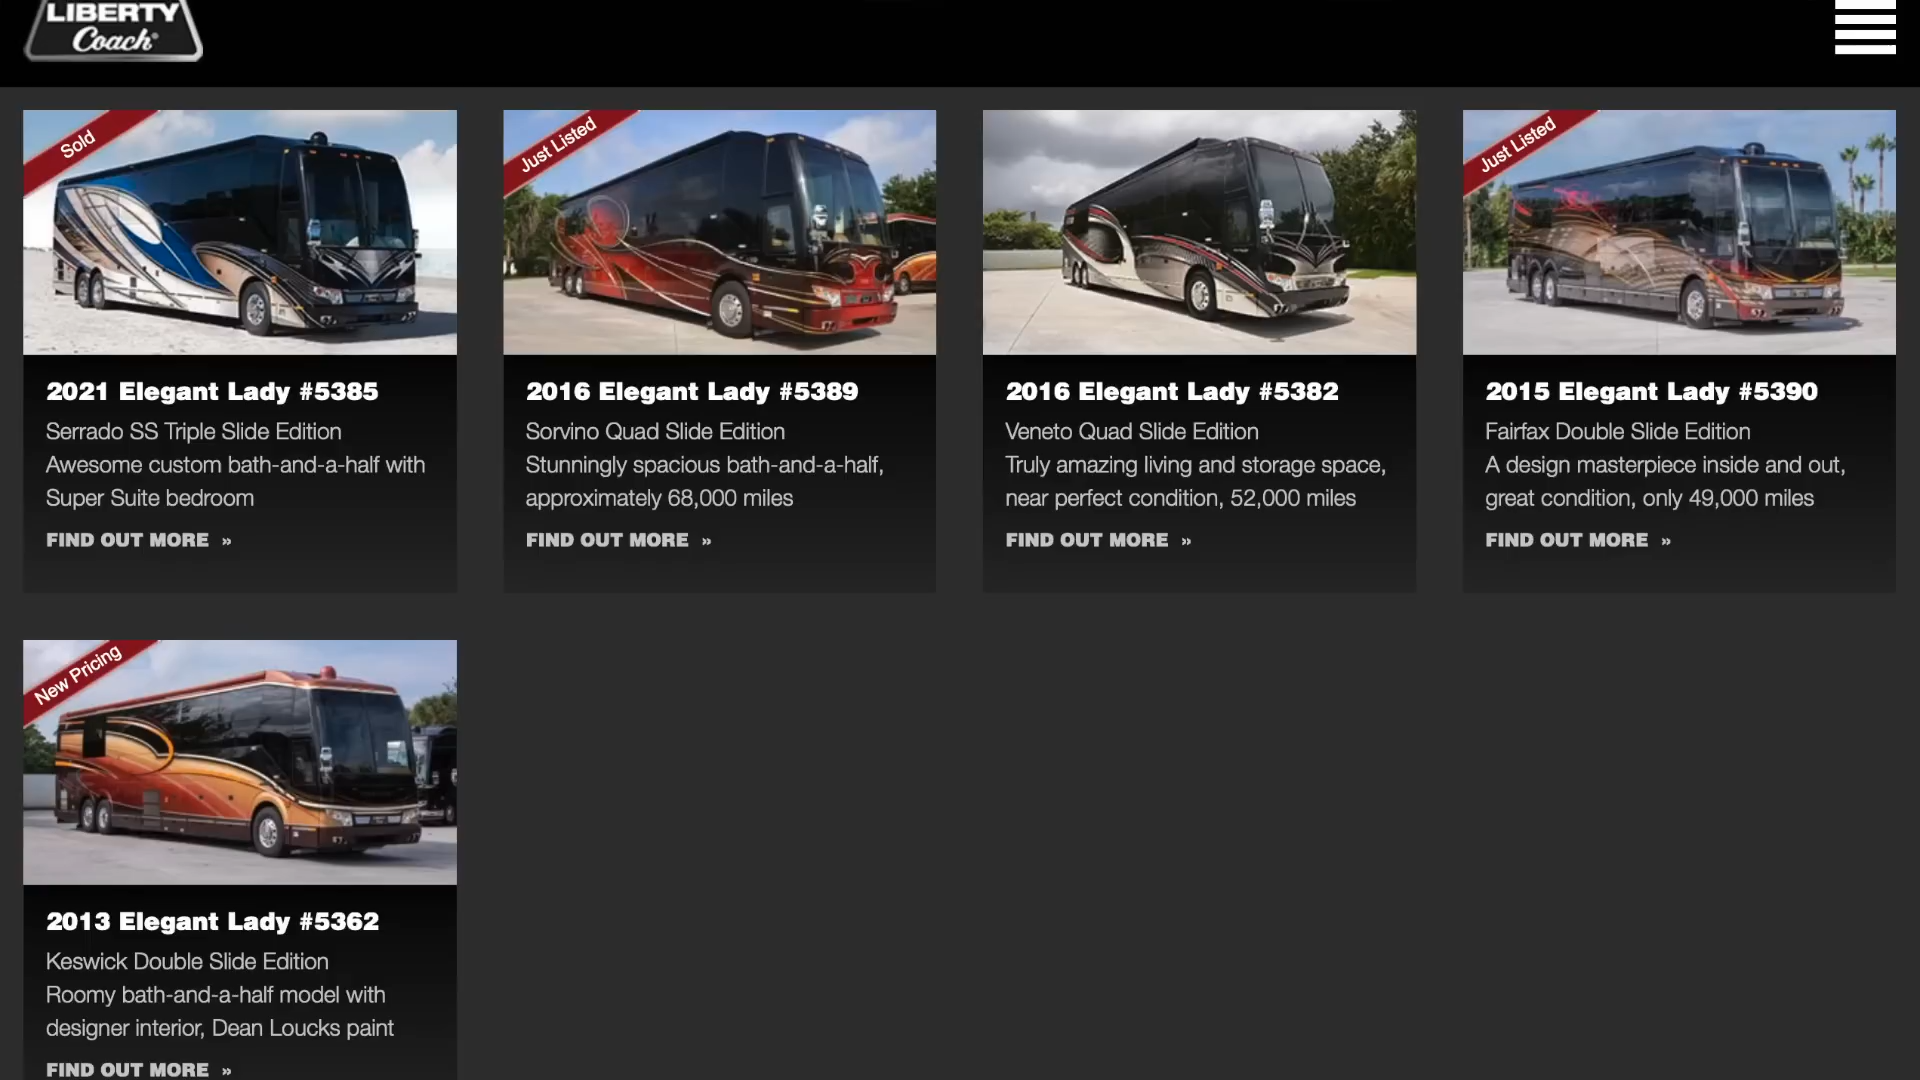 LIBERTY
Coach®
Sold
Just Listed
Just Listed
2021 Elegant Lady #5385
Serrado SS Triple Slide Edition
Awesome custom bath-and-a-half with
Super Suite bedroom
FIND OUT MORE »
2016 Elegant Lady #5389
Sorvino Quad Slide Edition
Stunningly spacious bath-and-a-half,
approximately 68,000 miles
FIND OUT MORE »
2016 Elegant Lady #5382
Veneto Quad Slide Edition
Truly amazing living and storage space,
near perfect condition, 52,000 miles
FIND OUT MORE »
2015 Elegant Lady #5390
Fairfax Double Slide Edition
A design masterpiece inside and out,
great condition, only 49,000 miles
FIND OUT MORE »
New Pricing
2013 Elegant Lady #5362
Keswick Double Slide Edition
Roomy bath-and-a-half model with
designer interior, Dean Loucks paint
FIND OUT MORE »